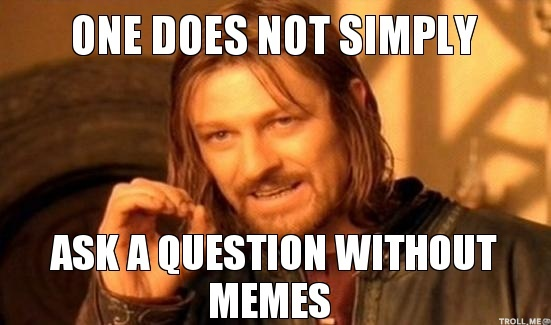 ONE DOES NOT SIMPLY
ASK A QUESTION WITHOUT
MEMES
TROLL.ME